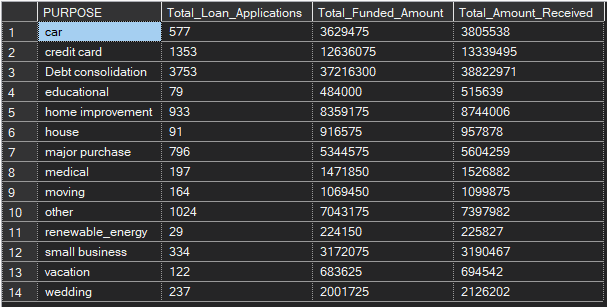 PURPOSE Total_Loan_Applications Total_Funded_Amount Total_Amount_Received
1 car 577 3629475 3805538
2 credit card 1353 12636075 13339495
3 Debt consolidation 3753 37216300 38822971
4 educational 79 484000 515639
5 home improvement 933 8359175 8744006
6 house 91 916575 957878
7 major purchase 796 5344575 5604259
8 medical 197 1471850 1526882
9 moving 164 1069450 1099875
10 other 1024 7043175 7397982
11 renewable_energy 29 224150 225827
12 small business 334 3172075 3190467
13 vacation 122 683625 694542
14 wedding 237 2001725 2126202